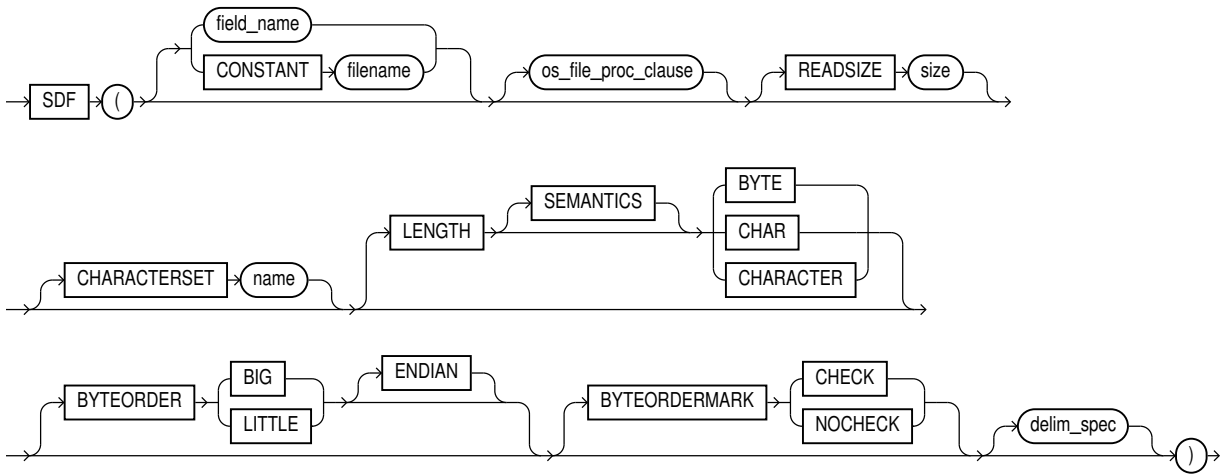 field_name
CONSTANT filename os_file_proc_clause READSIZE size
SDF (
BYTE
SEMANTICS
LENGTH CHAR
CHARACTERSET name CHARACTER
BIG ENDIAN CHECK
BYTEORDER BYTEORDERMARK
LITTLE NOCHECK delim_spec
)